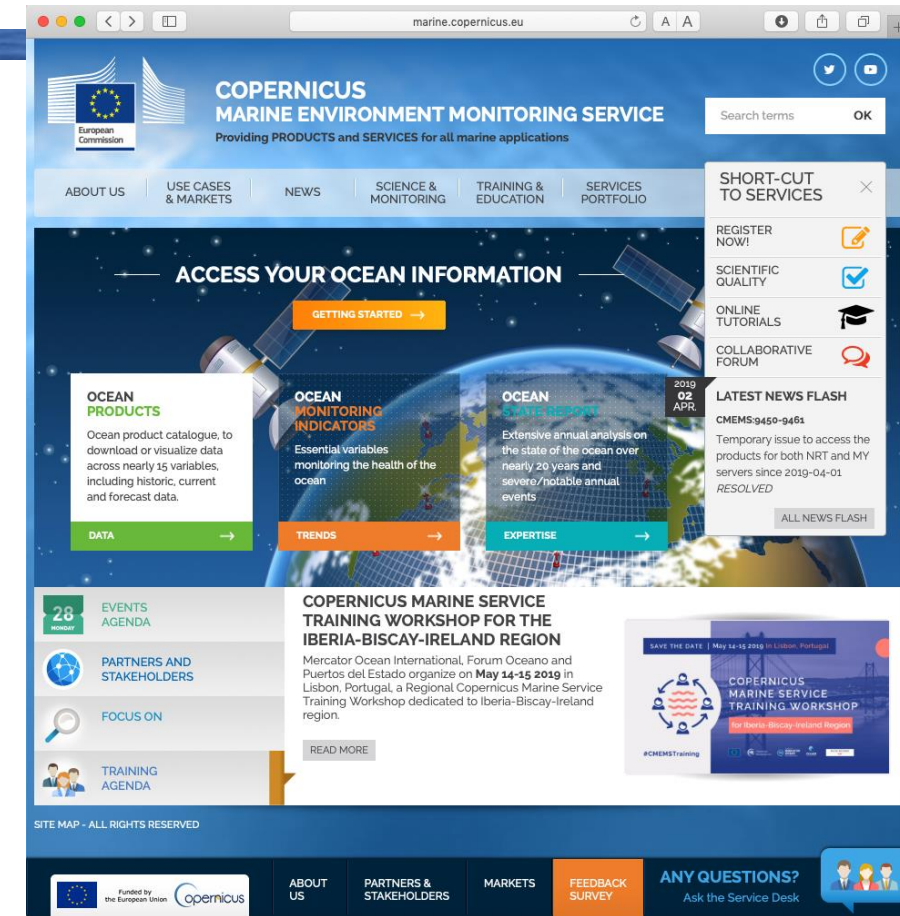 marine.copernicus.eu
A A
European
Commission
COPERNICUS
MARINE ENVIRONMENT MONITORING SERVICE
Providing PRODUCTS and SERVICES for all marine applications
Search terms
OK
ABOUT US
USE CASES
& MARKETS
NEWS
SCIENCE &
MONITORING
TRAINING &
EDUCATION
SERVICES
PORTFOLIO
SHORT-CUT
TO SERVICES
REGISTER
NOW!
SCIENTIFIC
QUALITY
ONLINE
TUTORIALS
COLLABORATIVE
FORUM
2019
02
APR.
LATEST NEWS FLASH
CMEMS:9450-9461
Temporary issue to access the
products for both NRT and MY
servers since 2019-04-01
RESOLVED
ALL NEWS FLASH
ACCESS YOUR OCEAN INFORMATION
GETTING STARTED →
OCEAN
PRODUCTS
Ocean product catalogue, to
download or visualize data
across nearly 15 variables,
including historic, current
and forecast data.
DATA →
OCEAN
MONITORING
INDICATORS
Essential variables
monitoring the health of the
ocean
TRENDS →
OCEAN
STATE REPORT
Extensive annual analysis on
the state of the ocean over
nearly 20 years and
severe/notable annual
events
EXPERTISE →
28
MONDAY
EVENTS
AGENDA
PARTNERS AND
STAKEHOLDERS
FOCUS ON
TRAINING
AGENDA
COPERNICUS MARINE SERVICE
TRAINING WORKSHOP FOR THE
IBERIA-BISCAY-IRELAND REGION
Mercator Ocean International, Forum Oceano and
Puertos del Estado organize on May 14-15 2019 in
Lisbon, Portugal, a Regional Copernicus Marine Service
Training Workshop dedicated to Iberia-Biscay-Ireland
region.
READ MORE
SAVE THE DATE | May 14-15 2019 in Lisbon, Portugal
COPERNICUS
MARINE SERVICE
TRAINING WORKSHOP
for Iberia-Biscay-Ireland Region
#CMEMSTraining
SITE MAP - ALL RIGHTS RESERVED
Funded by
the European Union
Copernicus
ABOUT
US
PARTNERS &
STAKEHOLDERS
MARKETS
FEEDBACK
SURVEY
ANY QUESTIONS?
Ask the Service Desk